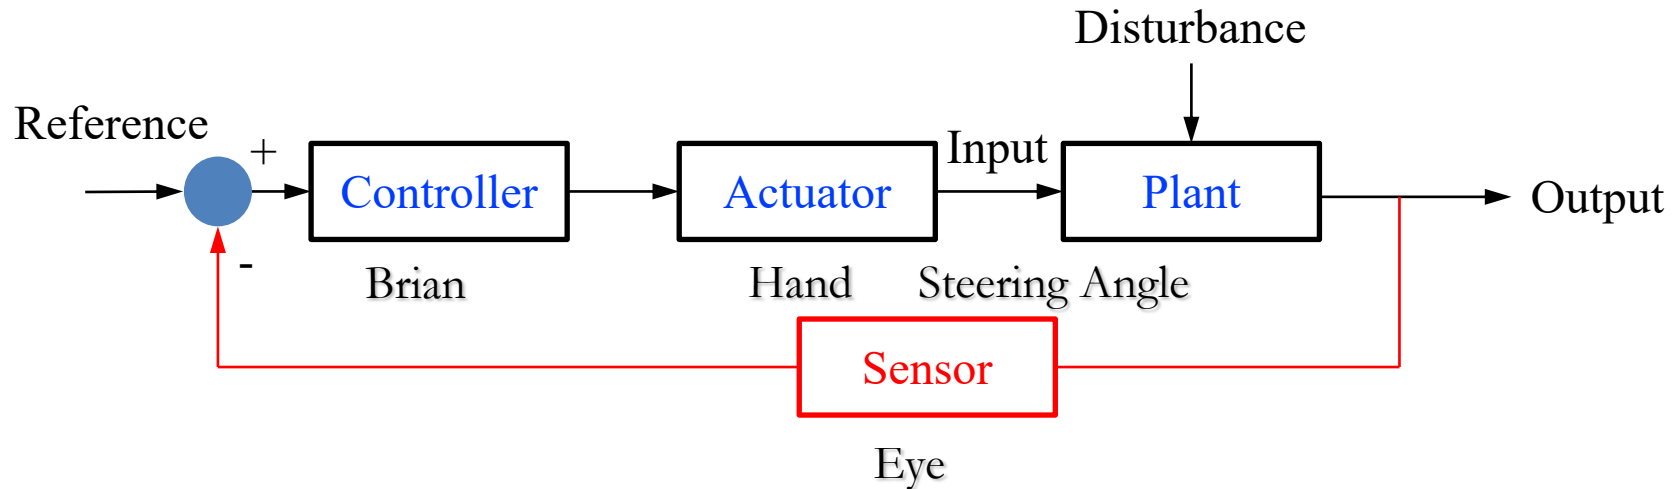 Disturbance
Reference
+
Controller
Actuator
Input
Plant
Output
-
Brian
Hand
Steering Angle
Sensor
Eye